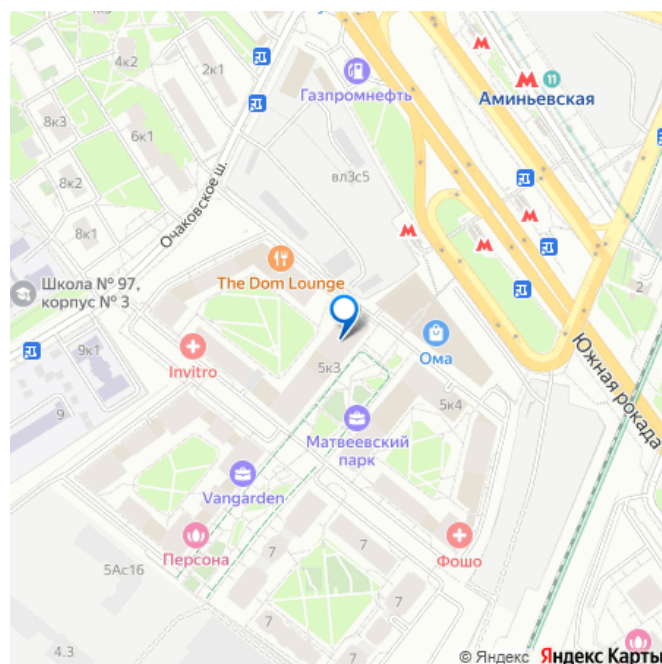 4к2
2к1
Газпромнефть
М
11
Аминьевская
8к3
6к1
вл3с5
8к2
8к1
Очаковское ш.
М
М
М
М
The Dom Lounge
2
Школа № 97,
корпус № 3
Ома
Южная рокада
9к1
Invitro
5к3
5к4
9
Матвеевский
парк
Vangarden
Персона
7
7
Фошо
5Ас16
7
7
7
4.3
© Яндекс Яндекс Карты